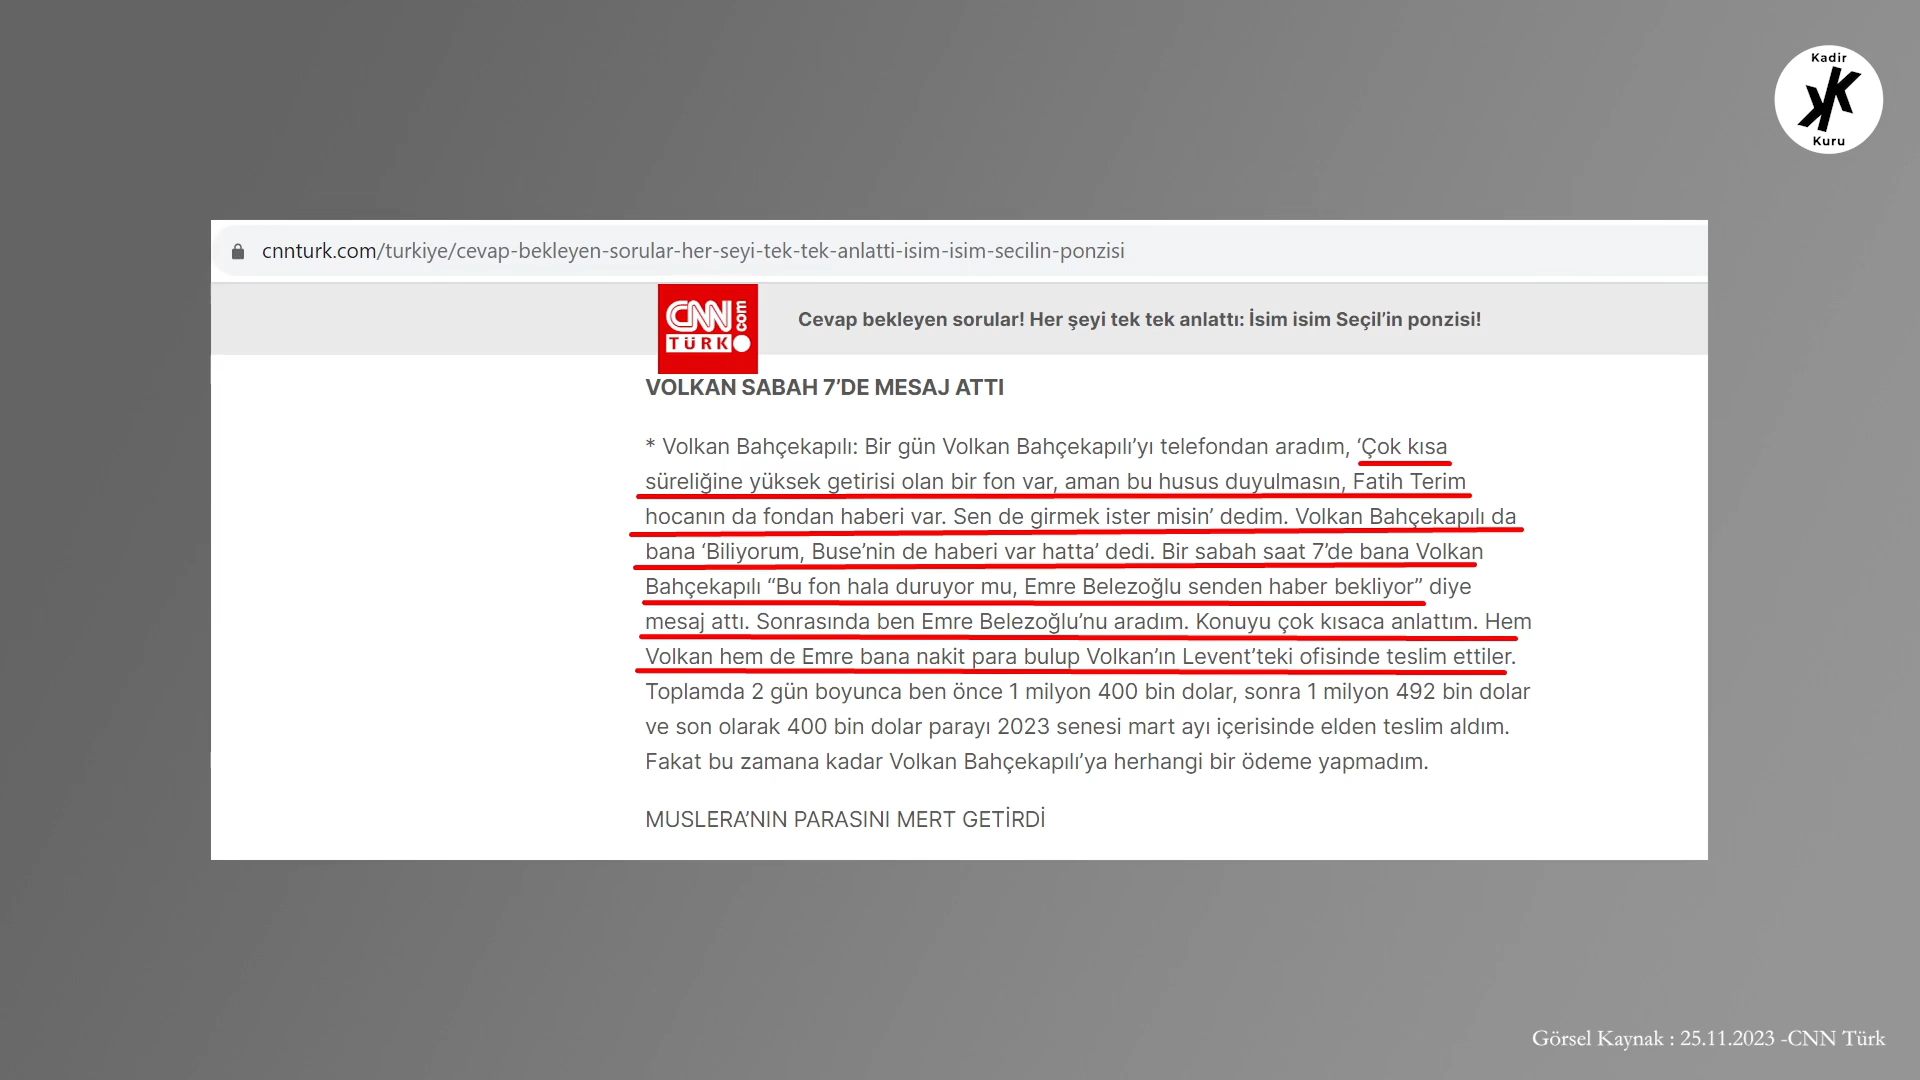 Kadir
KK
Kuru
cnnturk.com/turkiye/cevap-bekleyen-sorular-her-seyi-tek-tek-anlatti-isim-isim-secilin-ponzisi
CNN TÜRK .com
Cevap bekleyen sorular! Her şeyi tek tek anlattı: İsim isim Seçil’in ponzisi!
VOLKAN SABAH 7’DE MESAJ ATTI
* Volkan Bahçekapılı: Bir gün Volkan Bahçekapılı’yı telefondan aradım, ‘Çok kısa
süreliğine yüksek getirisi olan bir fon var, aman bu husus duyulmasın, Fatih Terim
hocanın da fondan haberi var. Sen de girmek ister misin’ dedim. Volkan Bahçekapılı da
bana ‘Biliyorum, Buse’nin de haberi var hatta’ dedi. Bir sabah saat 7’de bana Volkan
Bahçekapılı “Bu fon hala duruyor mu, Emre Belezoğlu senden haber bekliyor” diye
mesaj attı. Sonrasında ben Emre Belezoğlu’nu aradım. Konuyu çok kısaca anlattım. Hem
Volkan hem de Emre bana nakit para bulup Volkan’ın Levent’teki ofisinde teslim ettiler.
Toplamda 2 gün boyunca ben önce 1 milyon 400 bin dolar, sonra 1 milyon 492 bin dolar
ve son olarak 400 bin dolar parayı 2023 senesi mart ayı içerisinde elden teslim aldım.
Fakat bu zamana kadar Volkan Bahçekapılı’ya herhangi bir ödeme yapmadım.
MUSLERA’NIN PARASINI MERT GETİRDİ
Görsel Kaynak : 25.11.2023 -CNN Türk